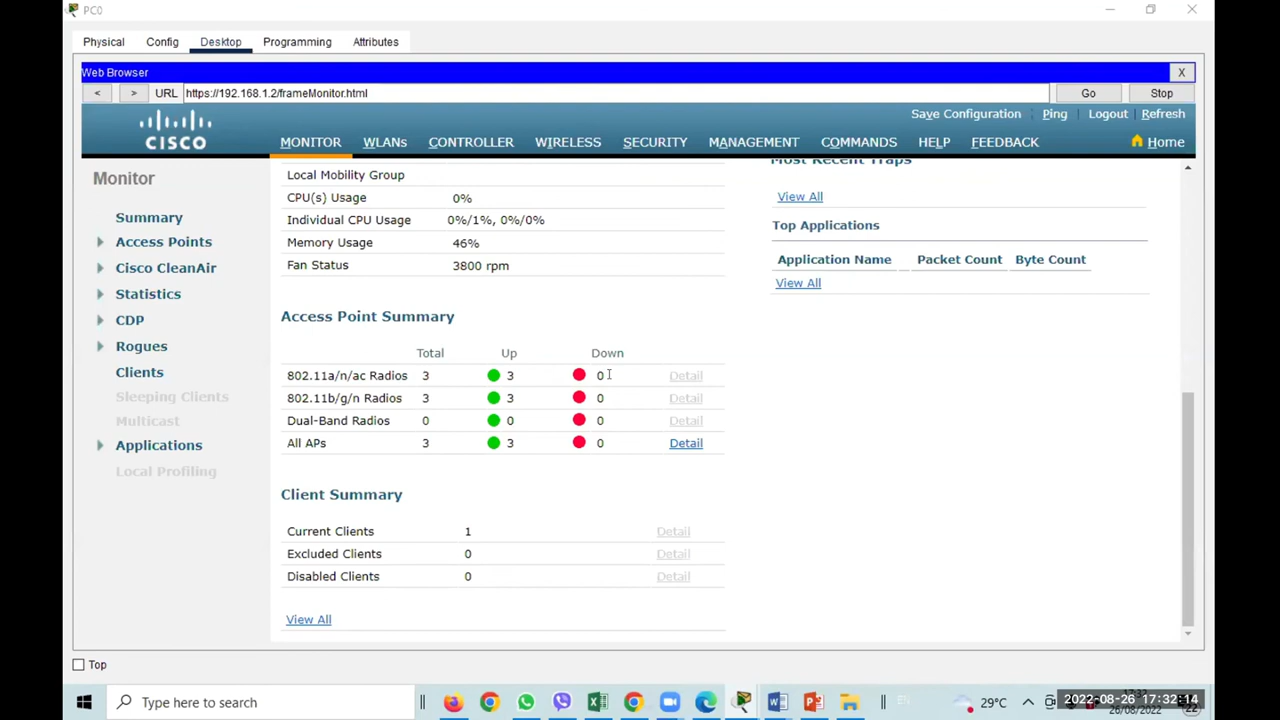 PC0
Physical Config Desktop Programming Attributes
Web Browser X
< > URL https://192.168.1.2/frameMonitor.html Go Stop
Save Configuration Ping Logout Refresh
CISCO MONITOR WLANs CONTROLLER WIRELESS SECURITY MANAGEMENT COMMANDS HELP FEEDBACK Home
Monitor
Summary
Access Points
Cisco CleanAir
Statistics
CDP
Rogues
Clients
Sleeping Clients
Multicast
Applications
Local Profiling
Local Mobility Group
CPU(s) Usage 0%
Individual CPU Usage 0%/1%, 0%/0%
Memory Usage 46%
Fan Status 3800 rpm
Access Point Summary
Total Up Down
802.11a/n/ac Radios 3 3 0 Detail
802.11b/g/n Radios 3 3 0 Detail
Dual-Band Radios 0 0 0 Detail
All APs 3 3 0 Detail
Client Summary
Current Clients 1 Detail
Excluded Clients 0 Detail
Disabled Clients 0 Detail
View All
Most Recent Traps
View All
Top Applications
Application Name Packet Count Byte Count
View All
Top
Type here to search
29°C
2022-08-26 17:32:14
26/08/2022
22